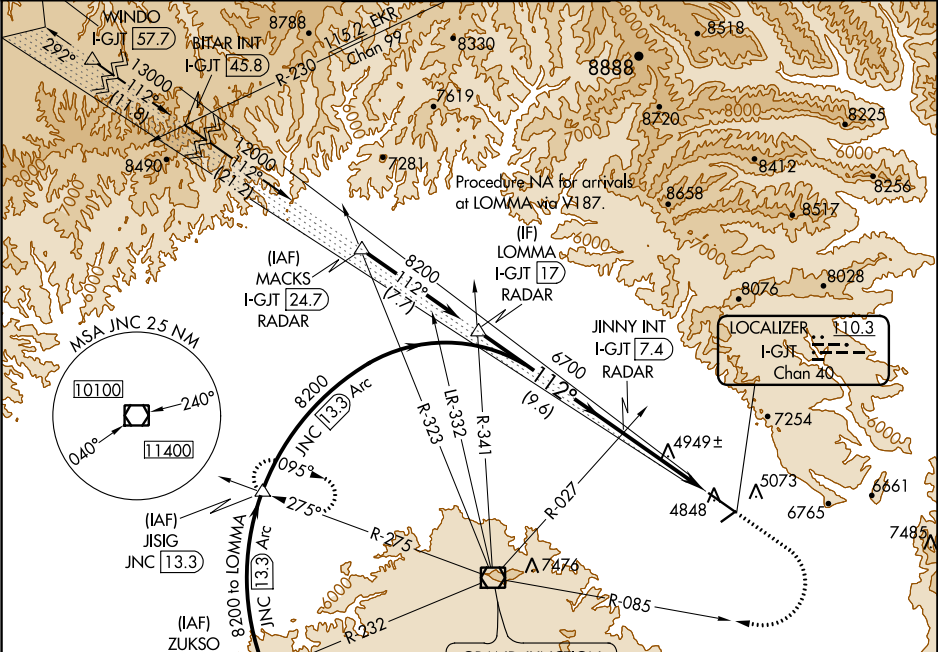 WINDO
I-GJT 57.7
8788
BITAR INT
I-GJT 45.8
115.2 EKR
Chan 99
R-230
8330
8518
8888
292°
13000
112°
(11.8)
7619
8720
8000
8225
7000
6000
6000
8490
12000
112°
(21.2)
7281
8412
8256
Procedure NA for arrivals
at LOMMA via V187.
8658
8517
6000
(IAF)
MACKS
I-GJT 24.7
RADAR
8200
112°
(7.7)
(IF)
LOMMA
I-GJT 17
RADAR
8076
8028
MSA JNC 25 NM
10100
240°
040°
11400
JINNY INT
I-GJT 7.4
RADAR
LOCALIZER 110.3
I-GJT
Chan 40
8200
JNC 13.3 Arc
6700
112°
(9.6)
R-323
LR-332
R-341
7254
6000
4949±
095°
275°
4848
5073
6765
6661
(IAF)
JISIG
JNC 13.3
R-275
R-027
7485
8200 to LOMMA
JNC 13.3 Arc
7476
R-085
(IAF)
ZUKSO
R-232